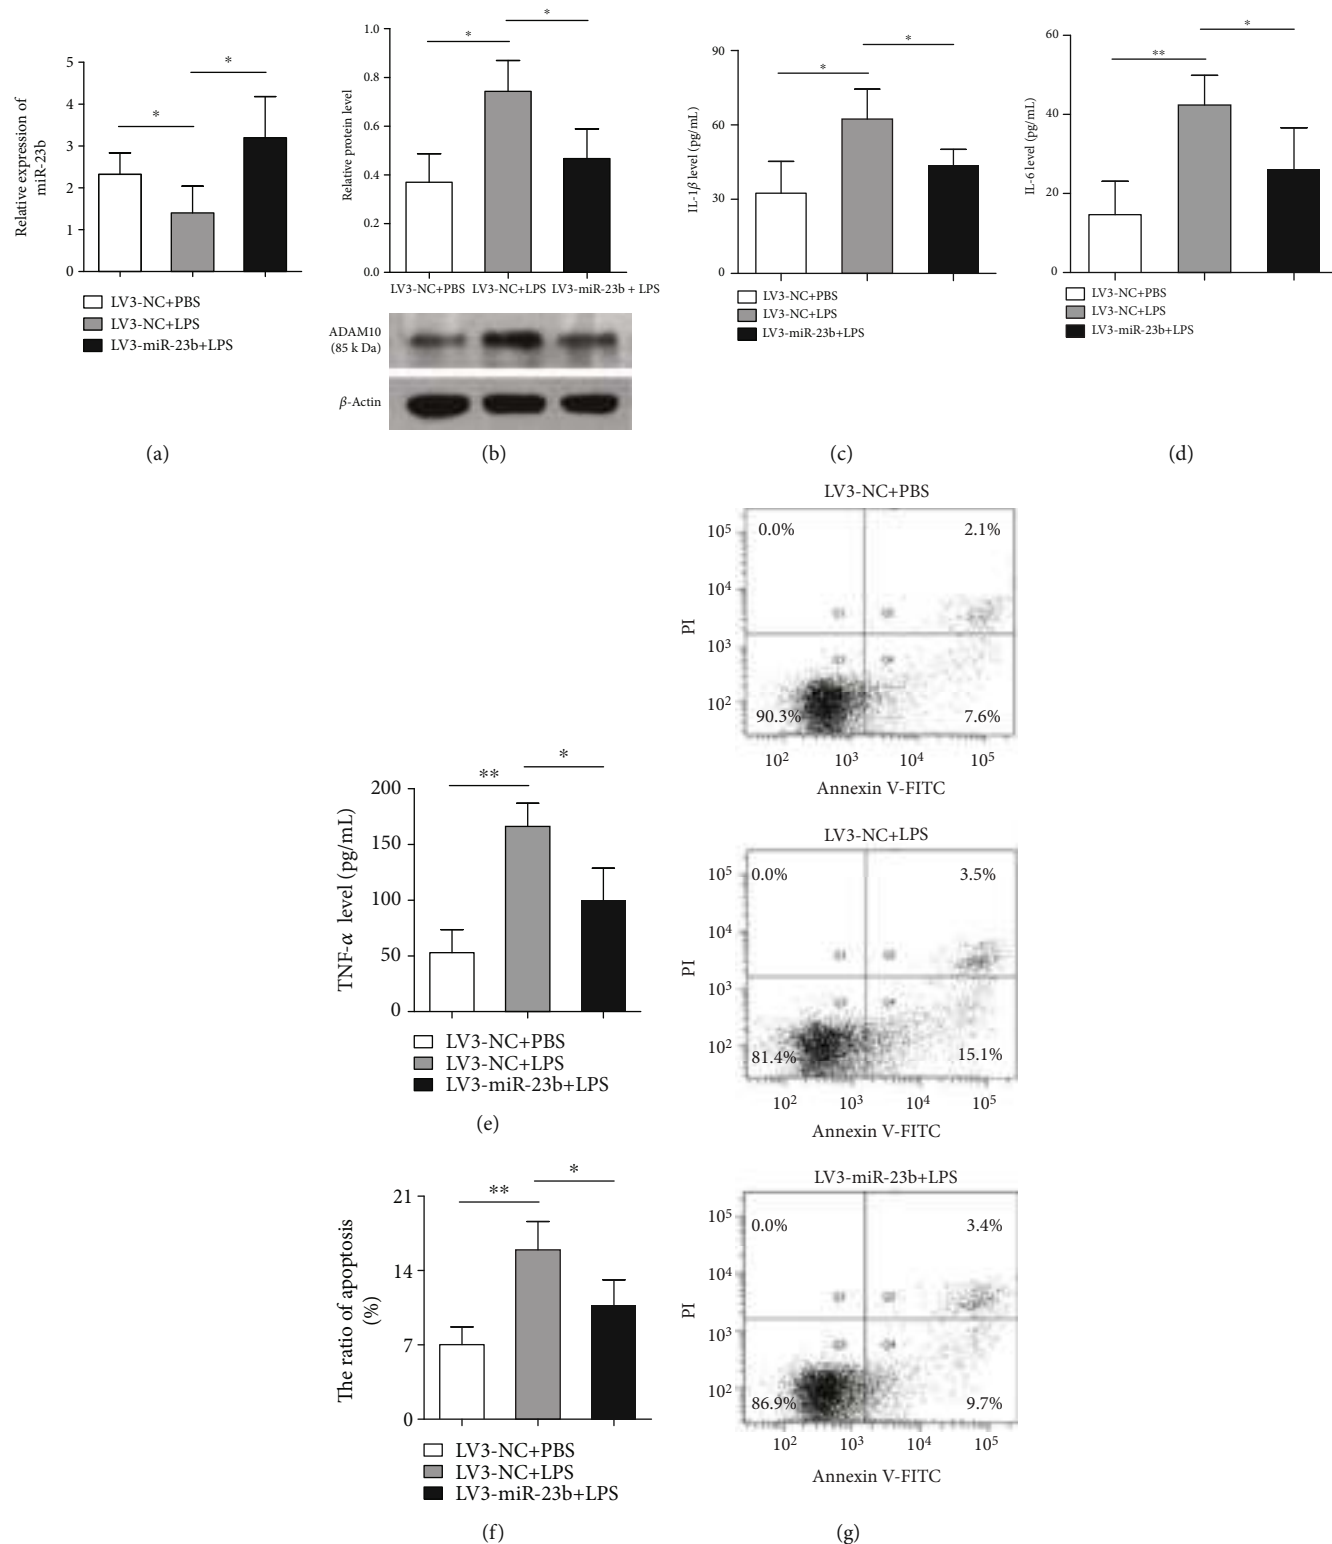 *
*
5
4
3
2
1
0
Relative expression of
miR-23b
LV3-NC+PBS
LV3-NC+LPS
LV3-miR-23b+LPS
(a)
*
*
1.0
0.8
0.6
0.4
0.2
0.0
Relative protein level
LV3-NC+PBS LV3-NC+LPS LV3-miR-23b + LPS
ADAM10
(85 k Da)
β-Actin
(b)
*
*
90
60
30
0
IL-1β level (pg/mL)
LV3-NC+PBS
LV3-NC+LPS
LV3-miR-23b+LPS
(c)
*
**
60
40
20
0
IL-6 level (pg/mL)
LV3-NC+PBS
LV3-NC+LPS
LV3-miR-23b+LPS
(d)
*
**
200
150
100
50
0
TNF-α level (pg/mL)
LV3-NC+PBS
LV3-NC+LPS
LV3-miR-23b+LPS
(e)
*
**
21
14
7
0
The ratio of apoptosis
(%)
LV3-NC+PBS
LV3-NC+LPS
LV3-miR-23b+LPS
(f)
LV3-NC+PBS
10⁵
10⁴
10³
10²
PI
0.0% 2.1%
90.3% 7.6%
10² 10³ 10⁴ 10⁵
Annexin V-FITC
LV3-NC+LPS
10⁵
10⁴
10³
10²
PI
0.0% 3.5%
81.4% 15.1%
10² 10³ 10⁴ 10⁵
Annexin V-FITC
LV3-miR-23b+LPS
10⁵
10⁴
10³
10²
PI
0.0% 3.4%
86.9% 9.7%
10² 10³ 10⁴ 10⁵
Annexin V-FITC
(g)